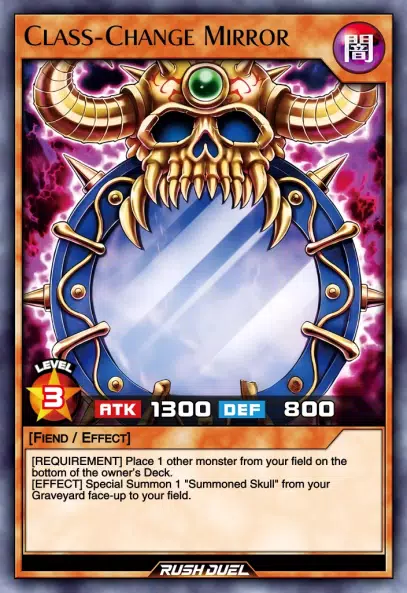 CLASS-CHANGE MIRROR
闇
LEVEL
3
ATK 1300 DEF 800
[FIEND / EFFECT]
[REQUIREMENT] Place 1 other monster from your field on the
bottom of the owner's Deck.
[EFFECT] Special Summon 1 "Summoned Skull" from your
Graveyard face-up to your field.
RUSH DUEL